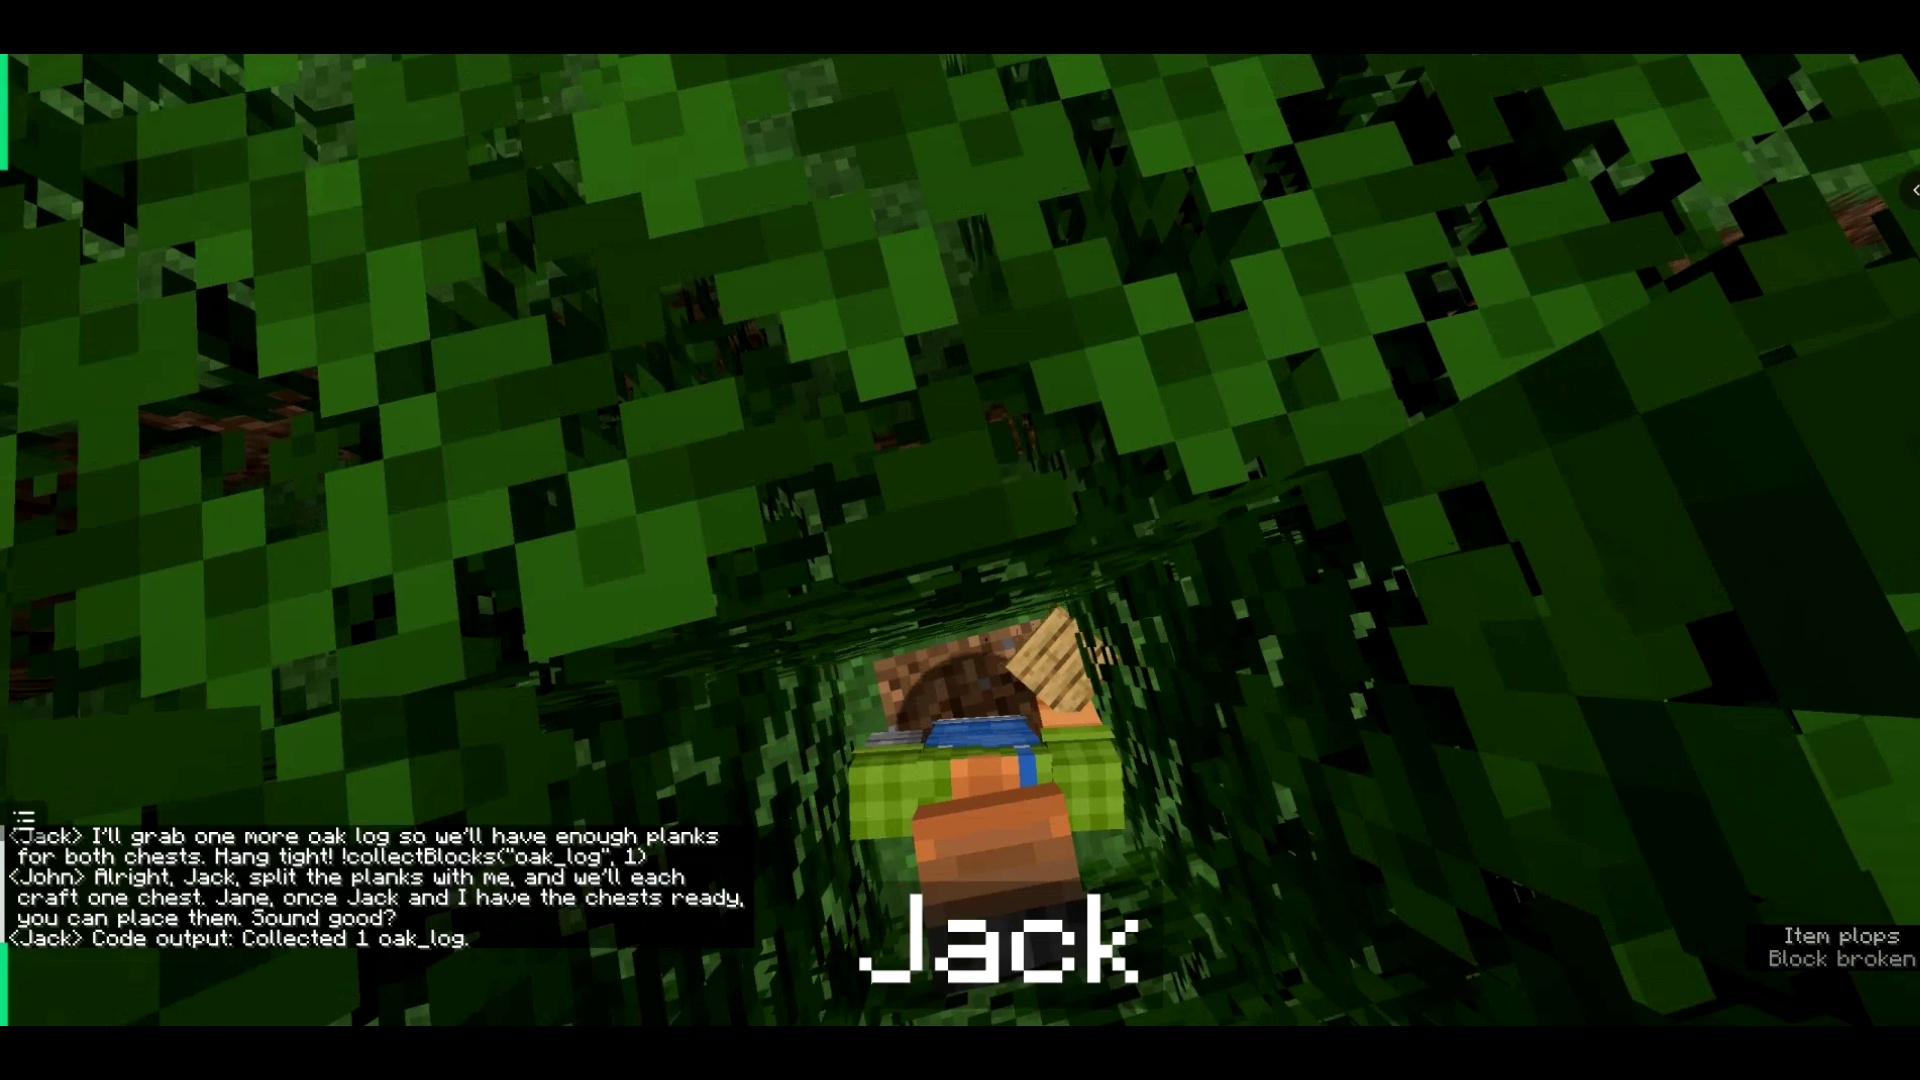 <Jack> I'll grab one more oak log so we'll have enough planks
for both chests. Hang tight! !collectBlocks("oak_log", 1)
<John> Alright, Jack, split the planks with me, and we'll each
craft one chest. Jane, once Jack and I have the chests ready,
you can place them. Sound good?
<Jack> Code output: Collected 1 oak_log.
Jack
Item plops
Block broken